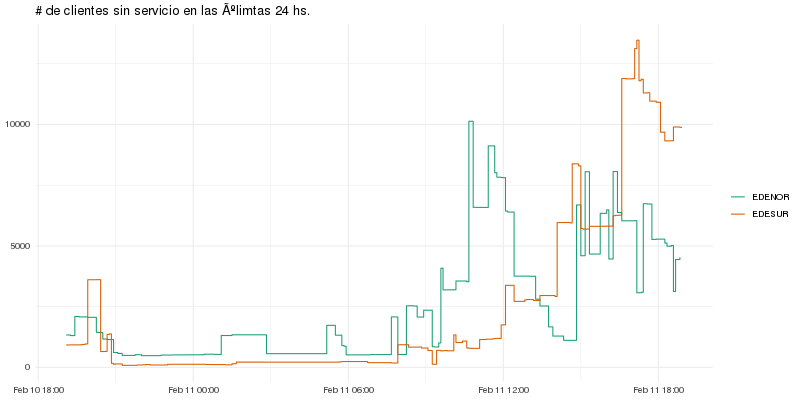 # de clientes sin servicio en las Ãºlimtas 24 hs.
10000
5000
0
EDENOR
EDESUR
Feb 10 18:00 Feb 11 00:00 Feb 11 06:00 Feb 11 12:00 Feb 11 18:00